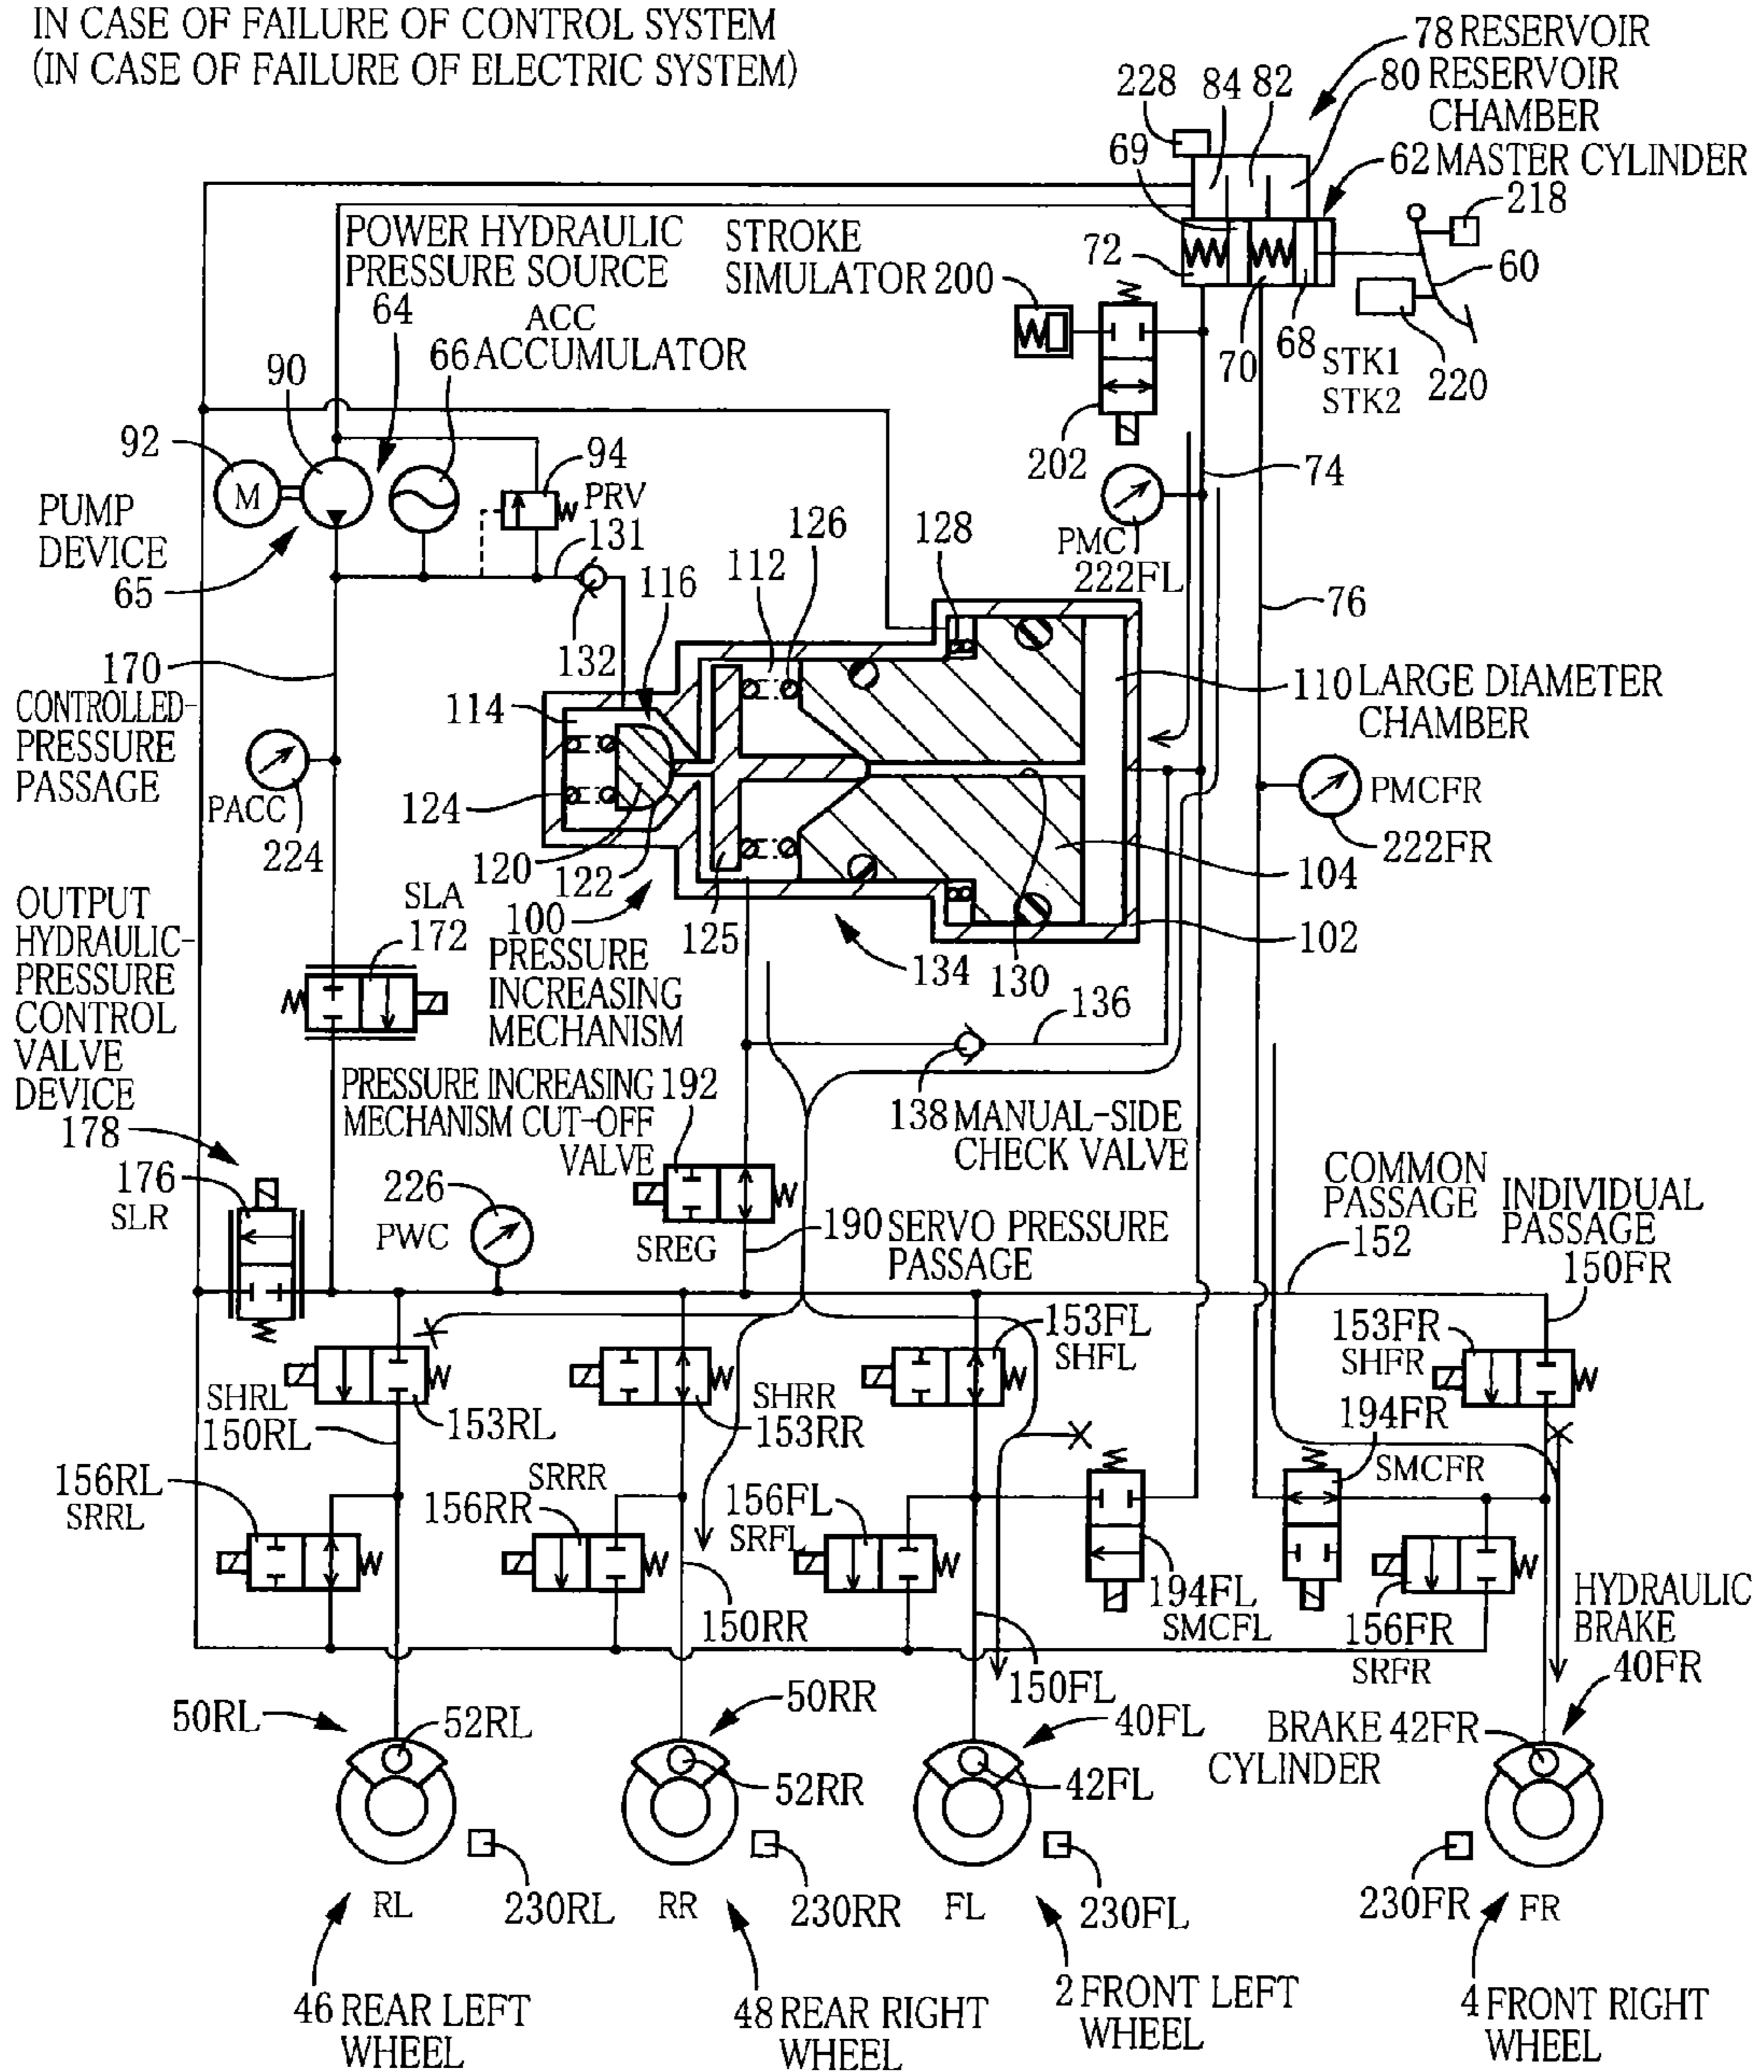 IN CASE OF FAILURE OF CONTROL SYSTEM
(IN CASE OF FAILURE OF ELECTRIC SYSTEM)
78 RESERVOIR
80 RESERVOIR
CHAMBER
228
84
82
69
62 MASTER CYLINDER
218
POWER HYDRAULIC
PRESSURE SOURCE
64
STROKE
SIMULATOR 200
72
60
ACC
66 ACCUMULATOR
90
70
68
STK1
STK2
220
92
M
94
PRV
202
74
PUMP
DEVICE
65
131
126
128
PMC1
222FL
112
116
132
76
170
CONTROLLED-
PRESSURE
PASSAGE
114
110 LARGE DIAMETER
CHAMBER
PACC
224
124
PMCFR
222FR
120
122
104
OUTPUT
HYDRAULIC-
PRESSURE
CONTROL
VALVE
DEVICE
178
SLA
172
100
PRESSURE
INCREASING
MECHANISM
125
134
130
102
136
PRESSURE INCREASING 192
MECHANISM CUT-OFF
VALVE
138 MANUAL-SIDE
CHECK VALVE
176
SLR
226
PWC
SREG
190 SERVO PRESSURE
PASSAGE
COMMON
PASSAGE
152
INDIVIDUAL
PASSAGE
150FR
153FL
SHFL
153FR
SHFR
SHRL
150RL
153RL
SHRR
153RR
194FR
SMCFR
156RL
SRRL
SRRR
156RR
156FL
SRFL
150RR
194FL
SMCFL
156FR
SRFR
HYDRAULIC
BRAKE
40FR
150FL
50RL
52RL
50RR
40FL
BRAKE 42FR
CYLINDER
52RR
42FL
RL
230RL
RR
230RR
FL
230FL
230FR
FR
46 REAR LEFT
WHEEL
48 REAR RIGHT
WHEEL
2 FRONT LEFT
WHEEL
4 FRONT RIGHT
WHEEL